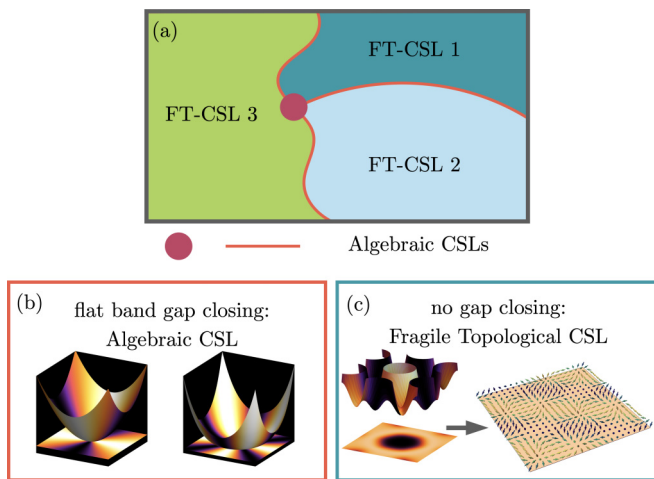 (a)
FT-CSL 1
FT-CSL 3
FT-CSL 2
Algebraic CSLs
(b)
flat band gap closing:
Algebraic CSL
(c)
no gap closing:
Fragile Topological CSL